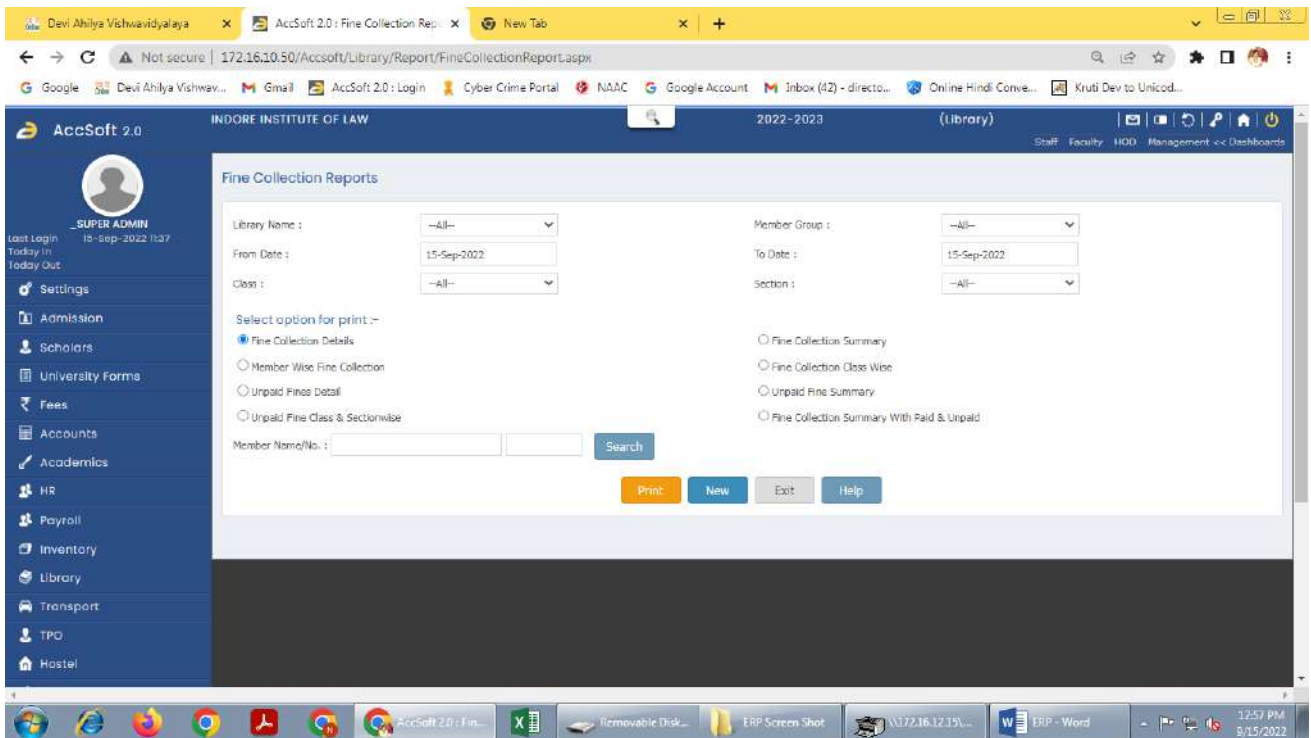 Devi Ahilya Vishwavidyalaya
AccSoft 2.0 : Fine Collection Rep
New Tab
Not secure | 172.16.10.50/Accsoft/Library/Report/FineCollectionReport.aspx
Google Devi Ahilya Vishwav... Gmail AccSoft 2.0 : Login Cyber Crime Portal NAAC Google Account Inbox (42) - directo... Online Hindi Conve... Kruti Dev to Unicod...
AccSoft 2.0
INDORE INSTITUTE OF LAW 2022-2023 (Library)
Staff Faculty HOD Management << Dashboards
_SUPER ADMIN
Last Login 15-Sep-2022 11:37
Today In
Today Out
Settings
Admission
Scholars
University Forms
₹ Fees
Accounts
Academics
HR
Payroll
Inventory
Library
Transport
TPO
Hostel
Fine Collection Reports
Library Name : --All-- Member Group : --All--
From Date : 15-Sep-2022 To Date : 15-Sep-2022
Class : --All-- Section : --All--
Select option for print :-
Fine Collection Details Fine Collection Summary
Member Wise Fine Collection Fine Collection Class Wise
Unpaid Fines Detail Unpaid Fine Summary
Unpaid Fine Class & Sectionwise Fine Collection Summary With Paid & Unpaid
Member Name/No. : Search
Print New Exit Help
AccSoft 2.0 : Fin... Removable Disk... ERP Screen Shot \\172.16.12.15\... ERP - Word
12:57 PM
9/15/2022